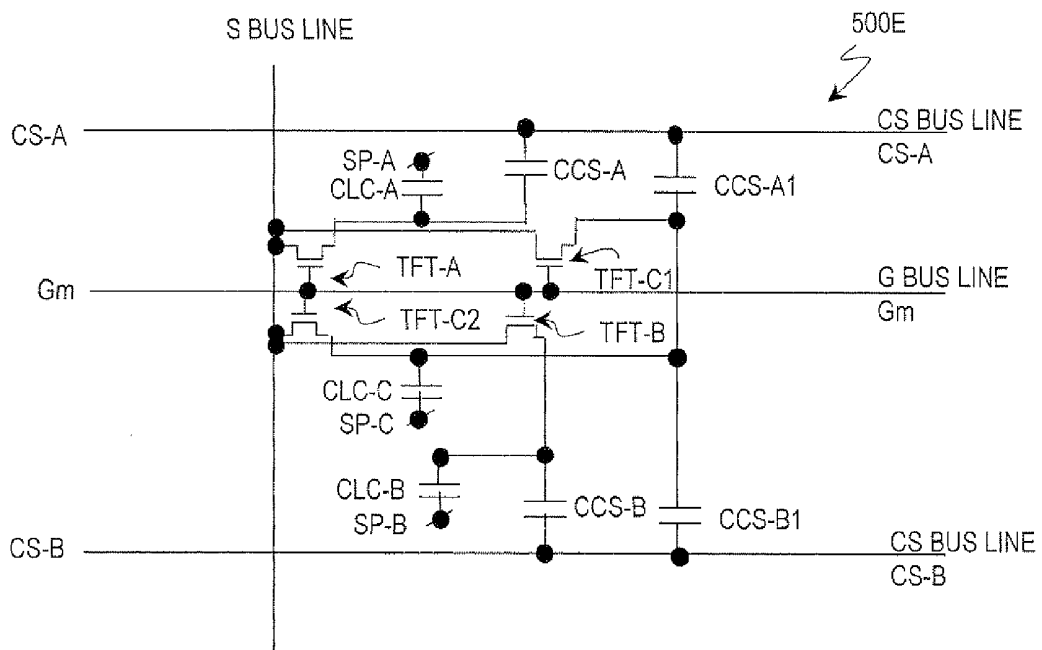 S BUS LINE
500E
CS-A
CS BUS LINE
CS-A
SP-A
CLC-A
CCS-A
CCS-A1
TFT-A
TFT-C1
Gm
G BUS LINE
Gm
TFT-C2
TFT-B
CLC-C
SP-C
CLC-B
SP-B
CCS-B
CCS-B1
CS-B
CS BUS LINE
CS-B